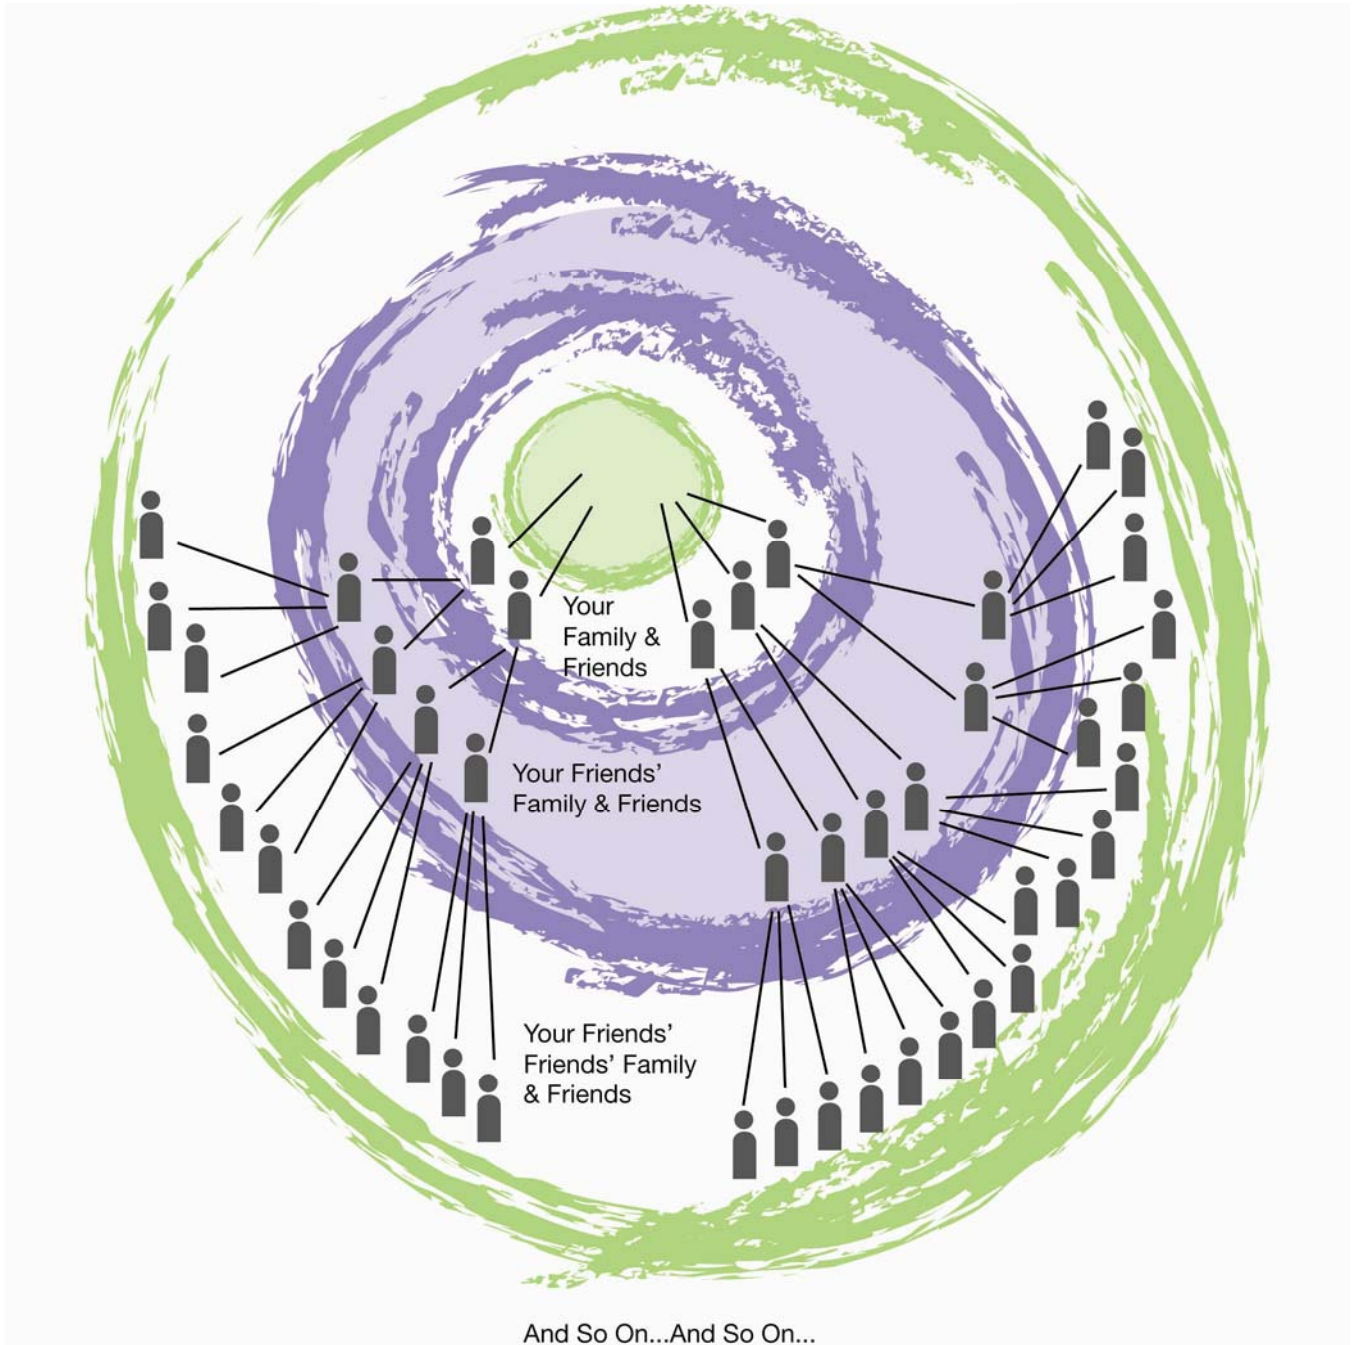 Your
Family &
Friends
Your Friends’
Family & Friends
Your Friends’
Friends’ Family
& Friends
And So On...And So On...